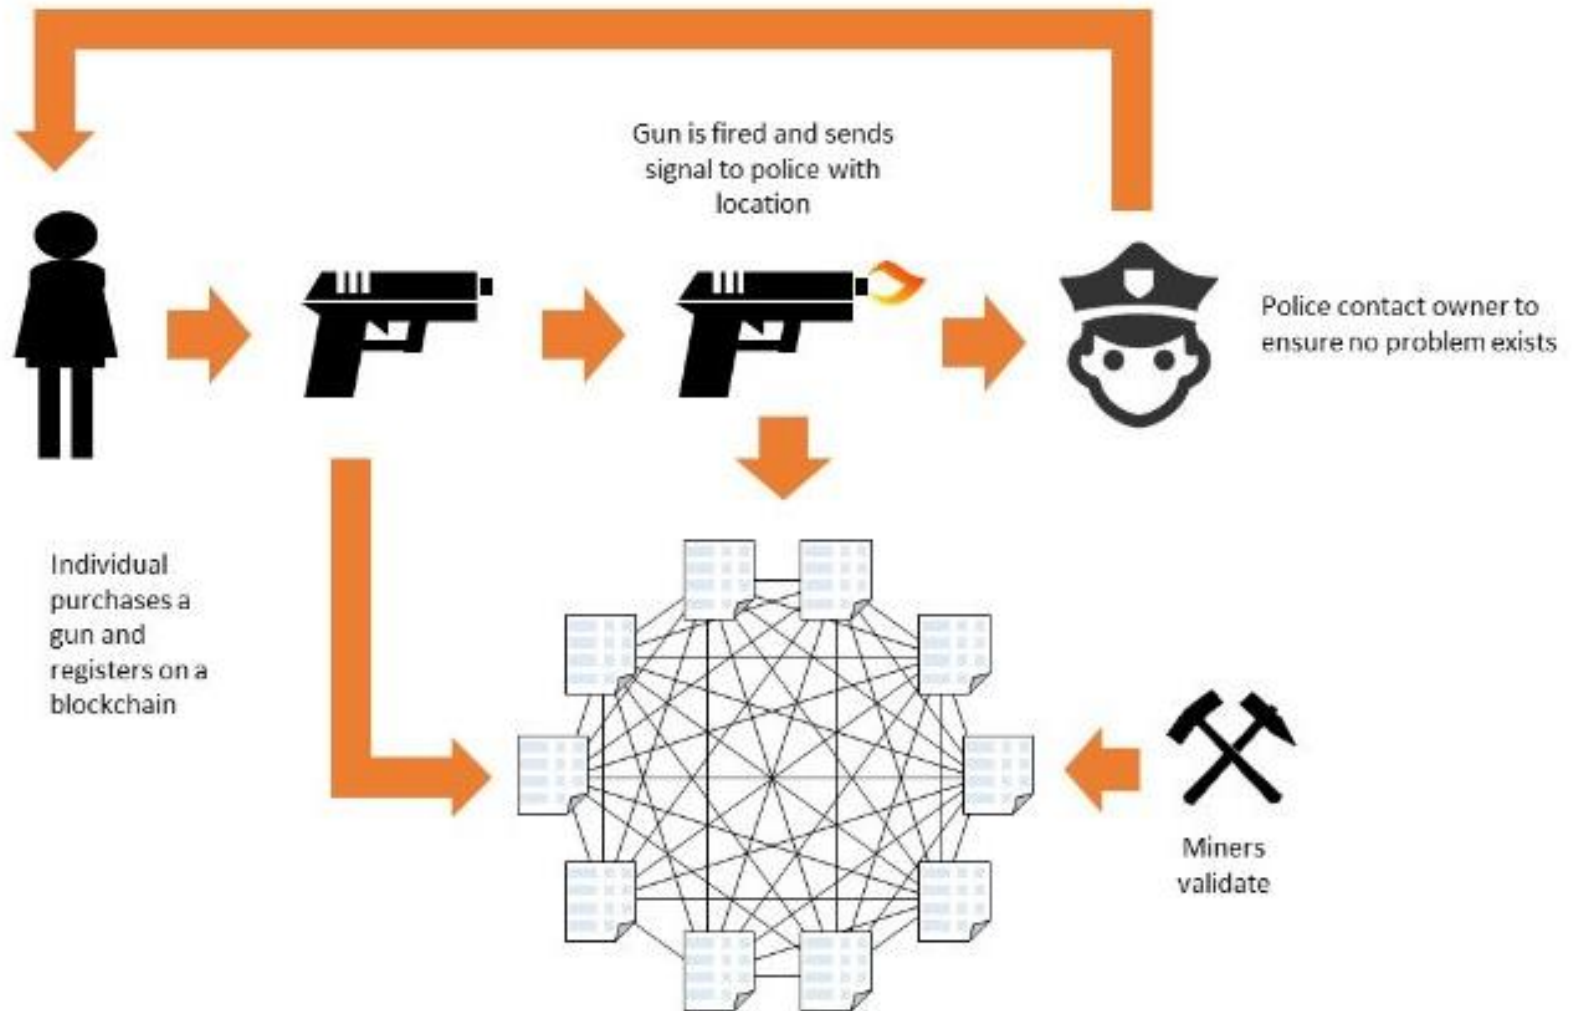 Gun is fired and sends
signal to police with
location
Police contact owner to
ensure no problem exists
Individual
purchases a
gun and
registers on a
blockchain
Miners
validate